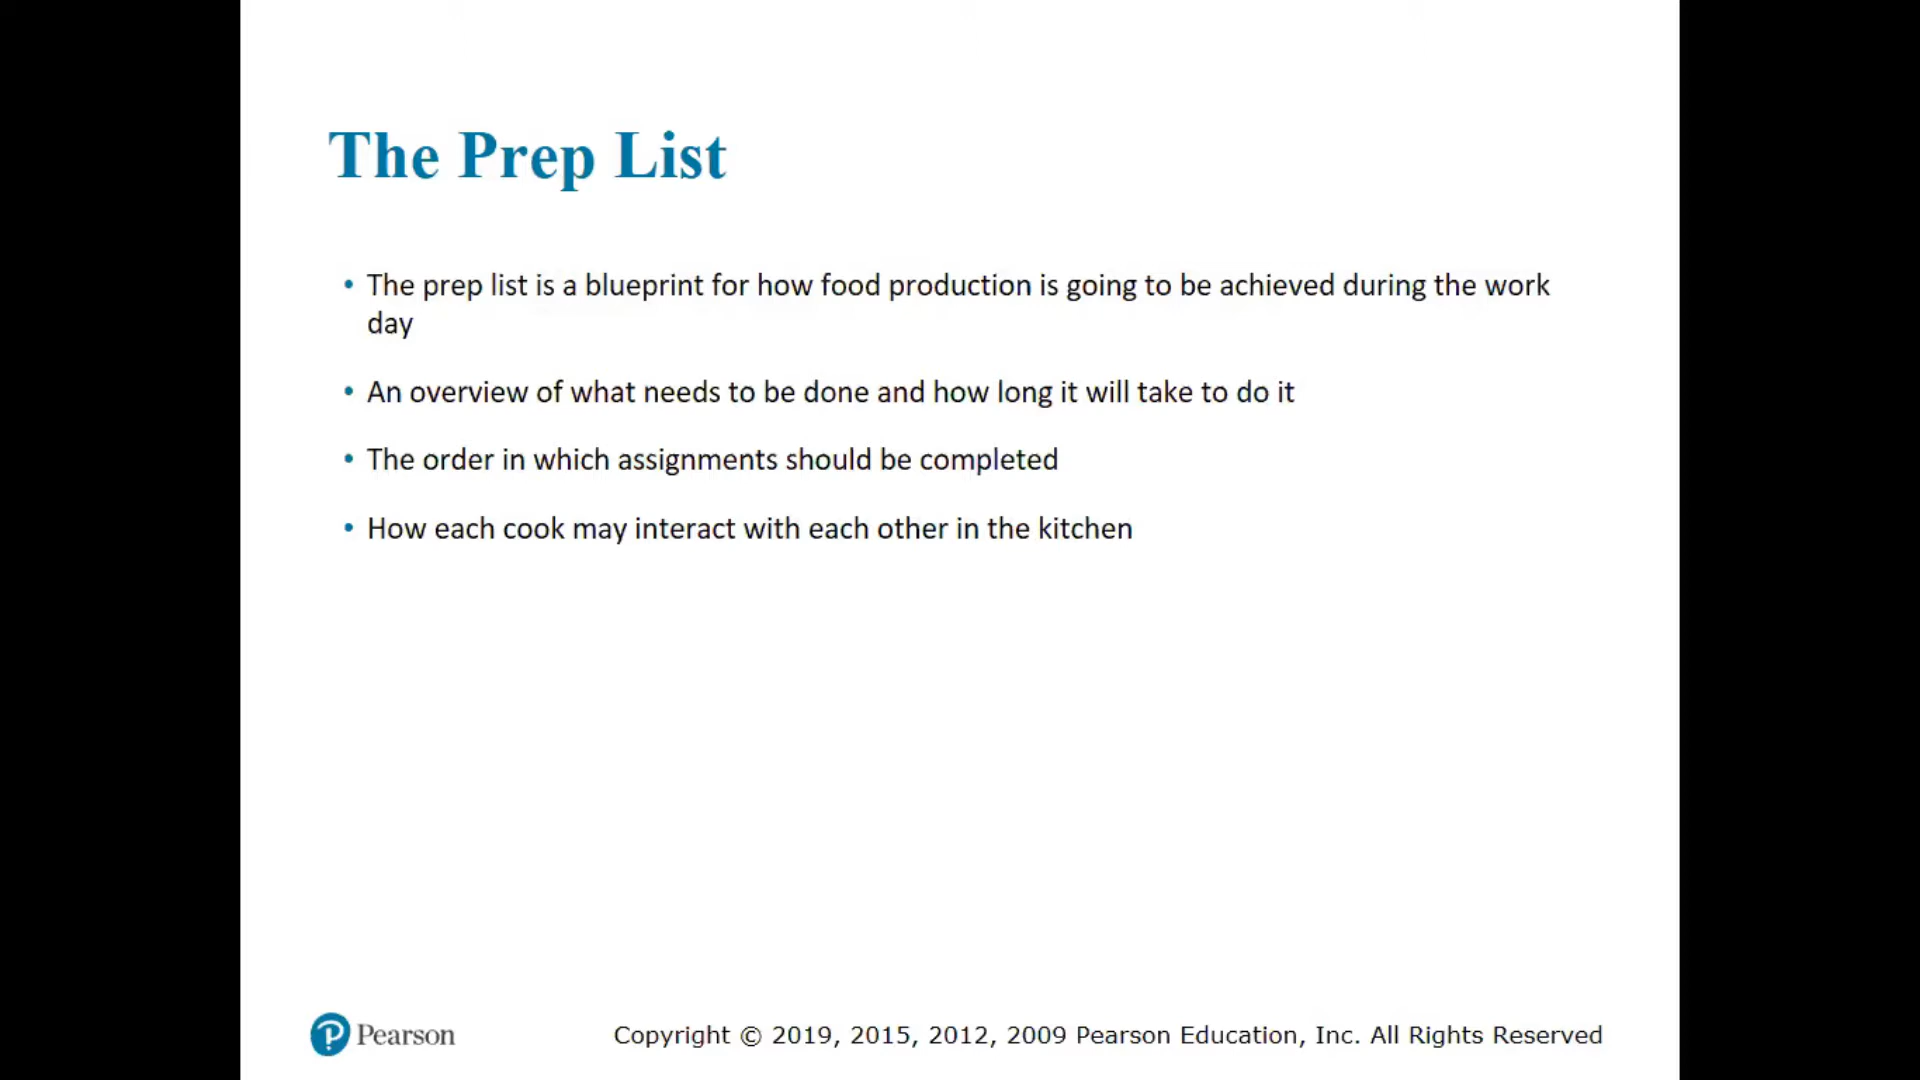 The Prep List
• The prep list is a blueprint for how food production is going to be achieved during the work
day
• An overview of what needs to be done and how long it will take to do it
• The order in which assignments should be completed
• How each cook may interact with each other in the kitchen
Pearson
Copyright © 2019, 2015, 2012, 2009 Pearson Education, Inc. All Rights Reserved